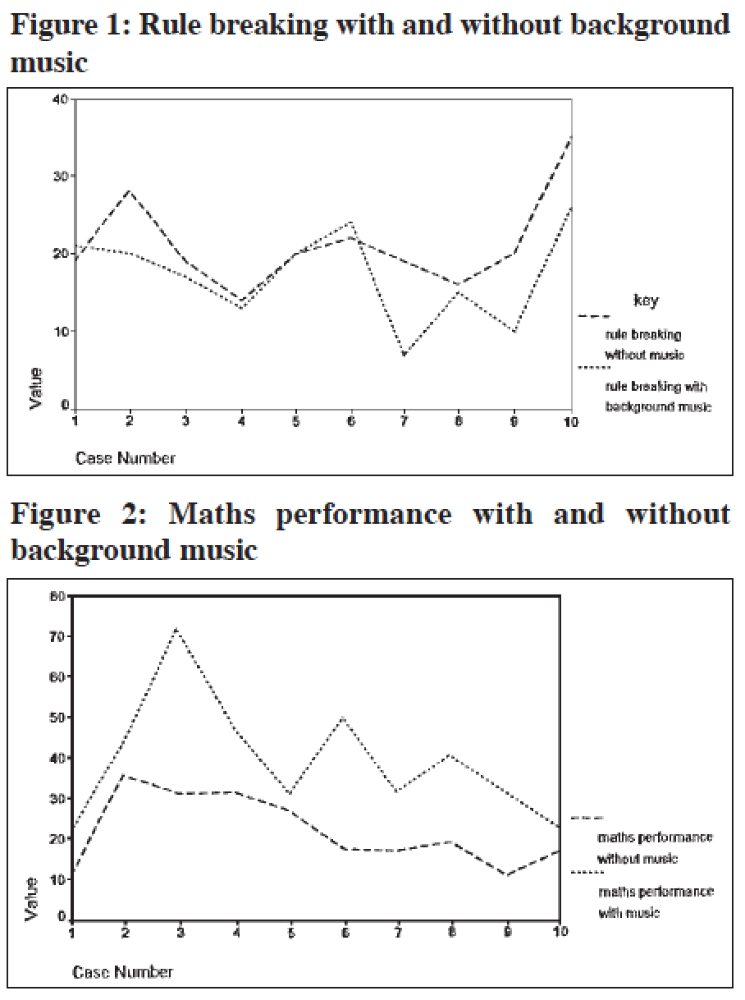 Figure 1: Rule breaking with and without background
music
40
30
20
10
0
Value
1 2 3 4 5 6 7 8 9 10
Case Number
key
rule breaking
without music
rule breaking with
background music
Figure 2: Maths performance with and without
background music
80
70
60
50
40
30
20
10
0
Value
1 2 3 4 5 6 7 8 9 10
Case Number
maths performance
without music
maths performance
with music